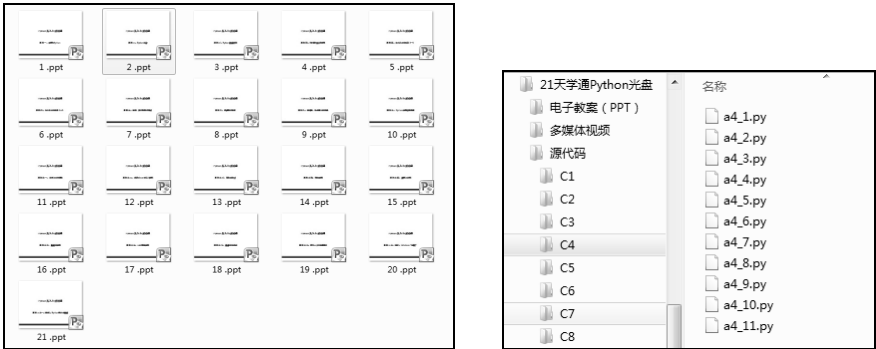 1 .ppt
2 .ppt
3 .ppt
4 .ppt
5 .ppt
6 .ppt
7 .ppt
8 .ppt
9 .ppt
10 .ppt
11 .ppt
12 .ppt
13 .ppt
14 .ppt
15 .ppt
16 .ppt
17 .ppt
18 .ppt
19 .ppt
20 .ppt
21 .ppt
21天学通Python光盘
电子教案（PPT）
多媒体视频
源代码
C1
C2
C3
C4
C5
C6
C7
C8
名称
a4_1.py
a4_2.py
a4_3.py
a4_4.py
a4_5.py
a4_6.py
a4_7.py
a4_8.py
a4_9.py
a4_10.py
a4_11.py